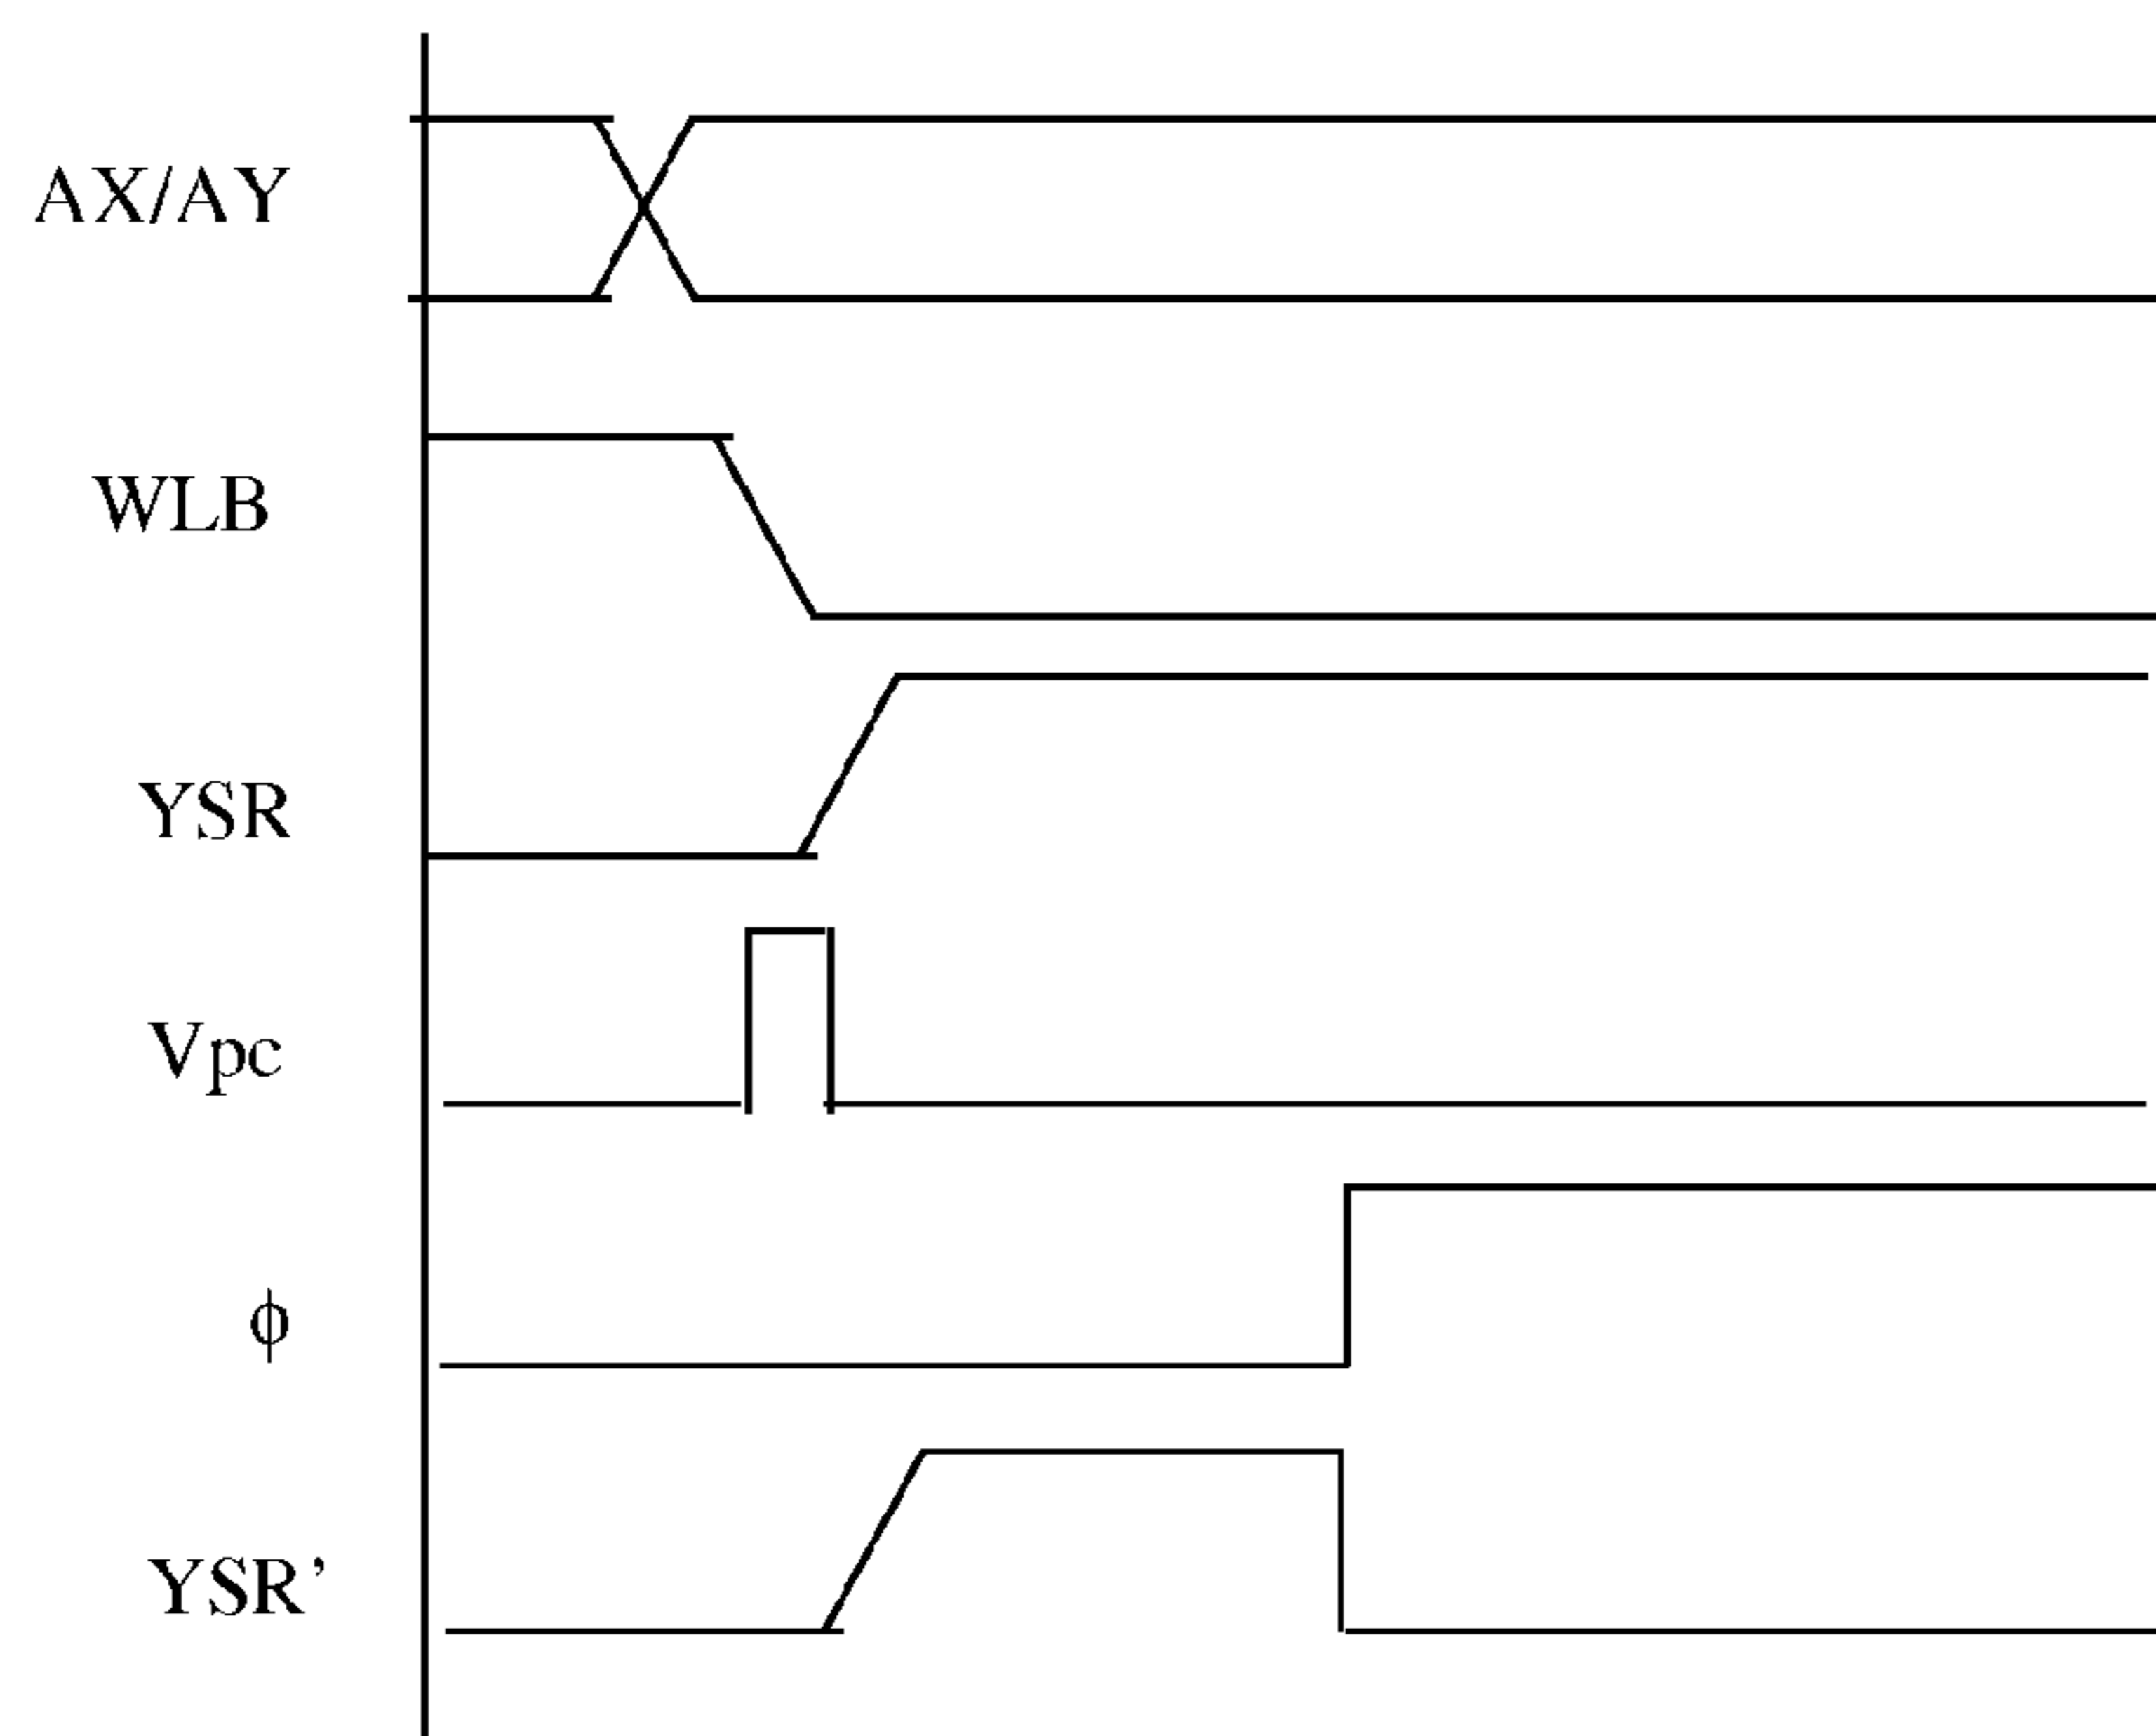 AX/AY
WLB
YSR
Vpc
ϕ
YSR’